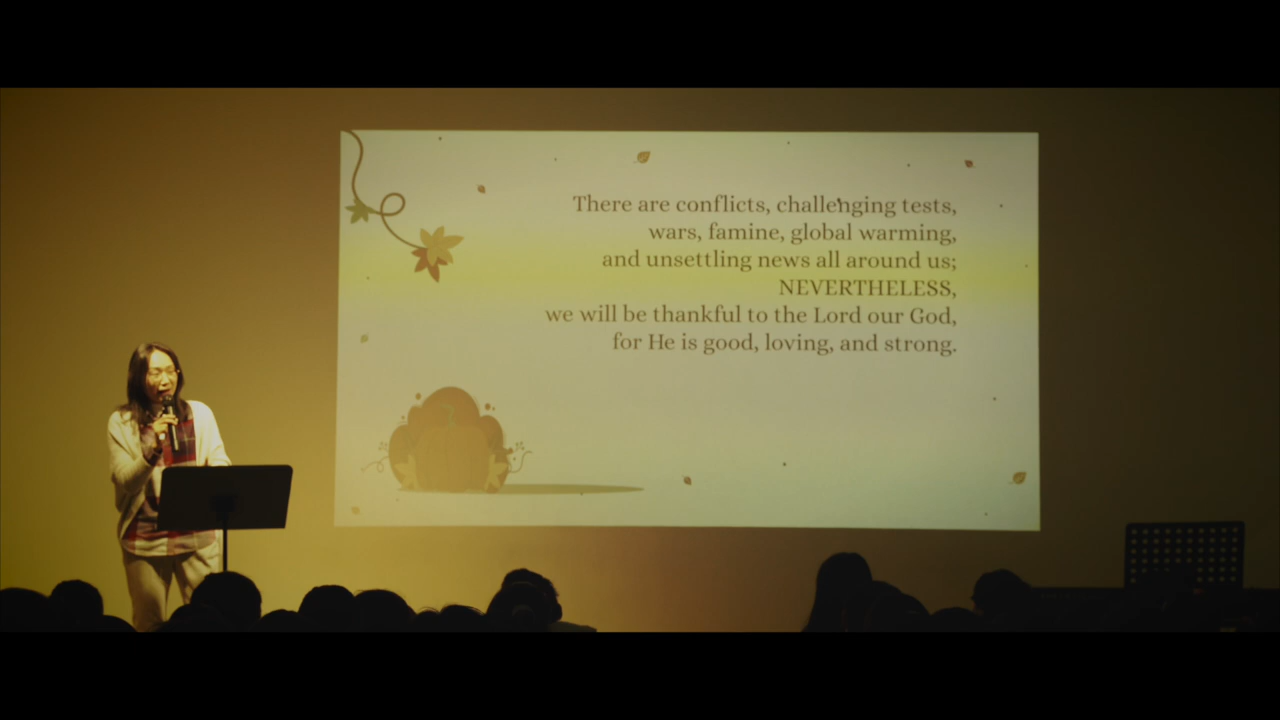 There are conflicts, challenging tests,
wars, famine, global warming,
and unsettling news all around us;
NEVERTHELESS,
we will be thankful to the Lord our God,
for He is good, loving, and strong.